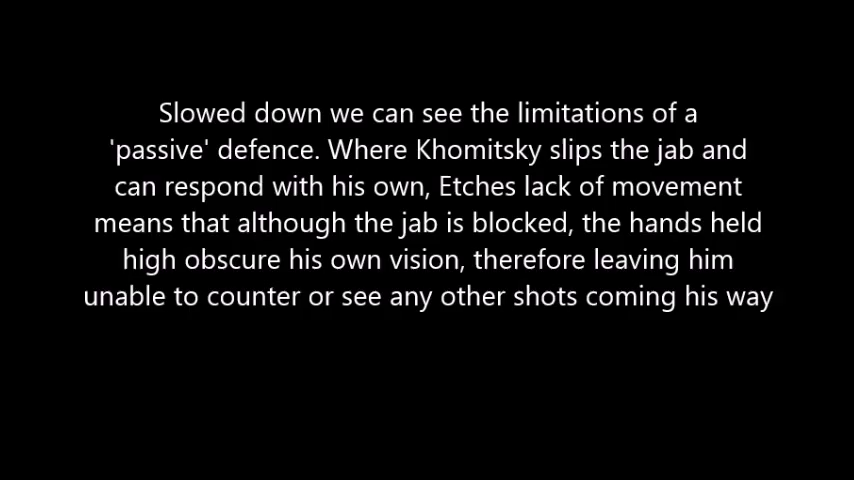 Slowed down we can see the limitations of a
'passive' defence. Where Khomitsky slips the jab and
can respond with his own, Etches lack of movement
means that although the jab is blocked, the hands held
high obscure his own vision, therefore leaving him
unable to counter or see any other shots coming his way